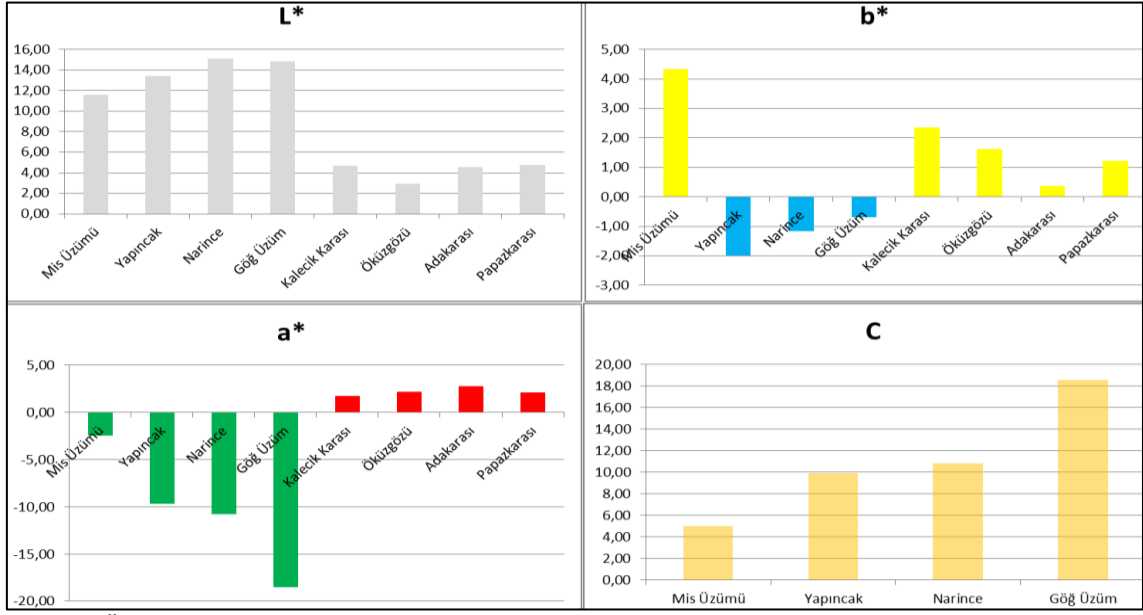 L*
16,00
14,00
12,00
10,00
8,00
6,00
4,00
2,00
0,00
Mis Üzümü
Yapıncak
Narince
Göğ Üzüm
Kalecik Karası
Öküzgözü
Adakarası
Papazkarası
b*
5,00
4,00
3,00
2,00
1,00
0,00
-1,00
-2,00
-3,00
Mis Üzümü
Yapıncak
Narince
Göğ Üzüm
Kalecik Karası
Öküzgözü
Adakarası
Papazkarası
a*
5,00
0,00
-5,00
-10,00
-15,00
-20,00
Mis Üzümü
Yapıncak
Narince
Göğ Üzüm
Kalecik Karası
Öküzgözü
Adakarası
Papazkarası
C
20,00
18,00
16,00
14,00
12,00
10,00
8,00
6,00
4,00
2,00
0,00
Mis Üzümü
Yapıncak
Narince
Göğ Üzüm